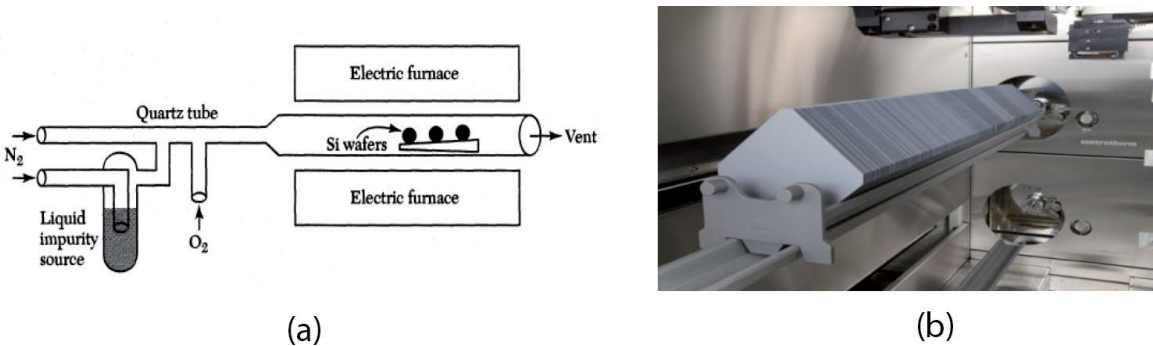 Electric furnace
Quartz tube
N₂
Si wafers
Vent
Liquid
impurity
source
O₂
Electric furnace
centrotherm
(a)
(b)